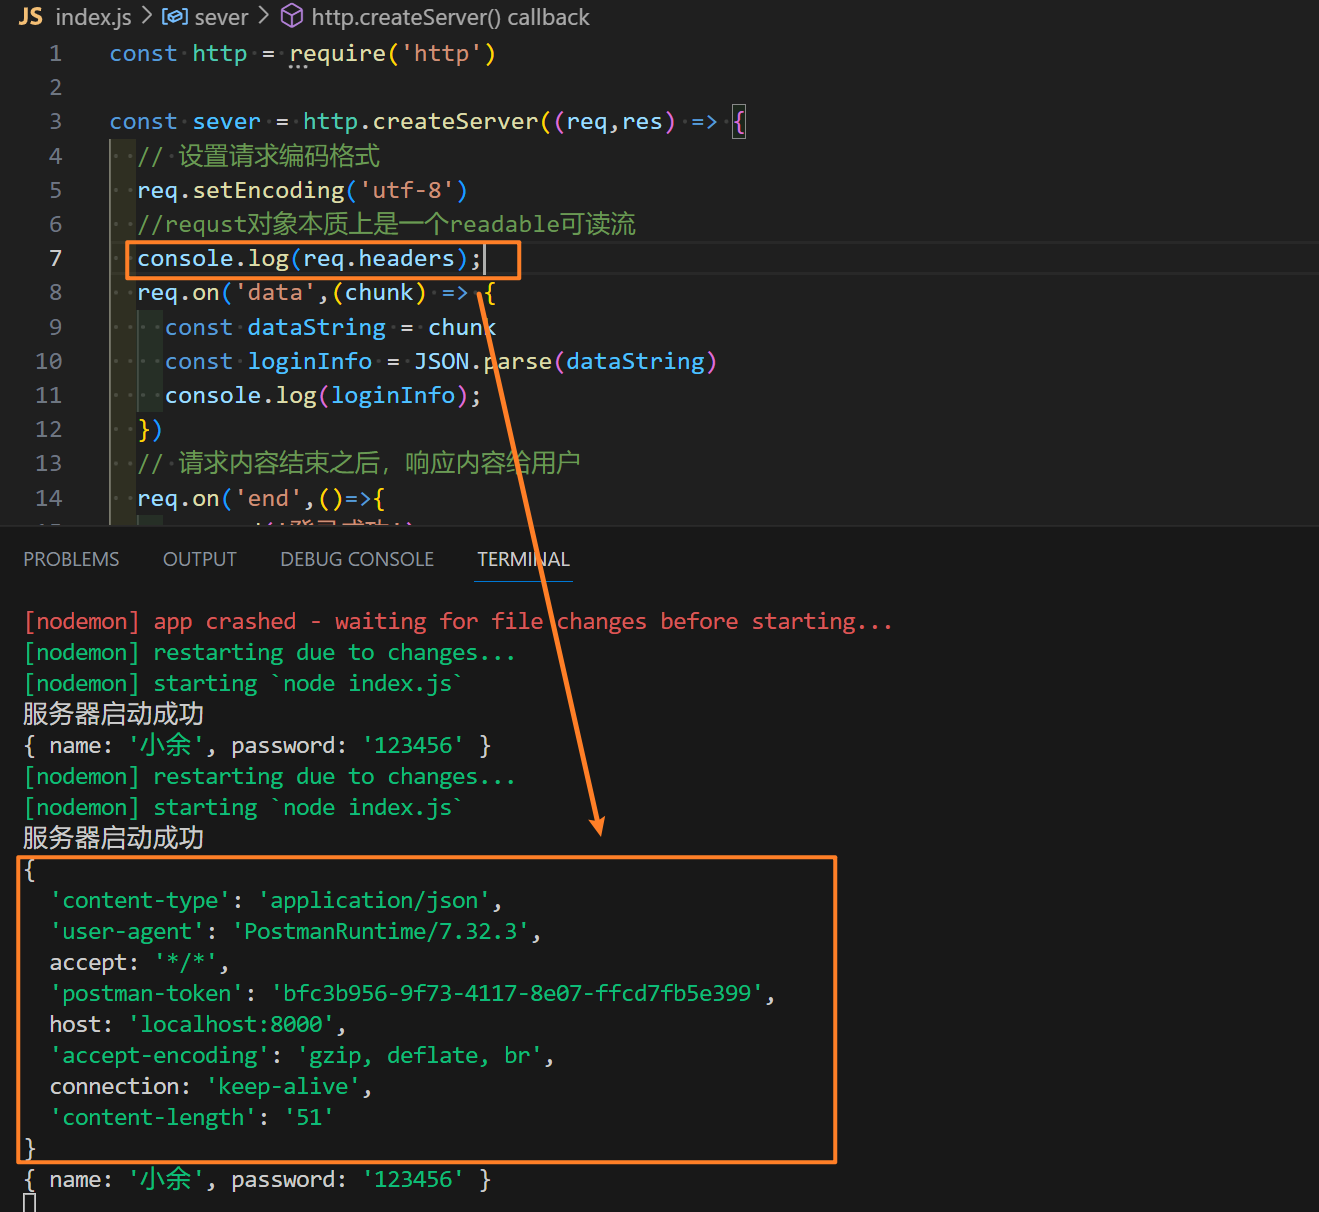 JS index.js > sever > http.createServer() callback
1 const http = require('http')
2
3 const sever = http.createServer((req,res) => {
4 // 设置请求编码格式
5 req.setEncoding('utf-8')
6 //requst对象本质上是一个readable可读流
7 console.log(req.headers);
8 req.on('data',(chunk) => {
9 const dataString = chunk
10 const loginInfo = JSON.parse(dataString)
11 console.log(loginInfo);
12 })
13 // 请求内容结束之后，响应内容给用户
14 req.on('end',()=>{
PROBLEMS OUTPUT DEBUG CONSOLE TERMINAL
[nodemon] app crashed - waiting for file changes before starting...
[nodemon] restarting due to changes...
[nodemon] starting `node index.js`
服务器启动成功
{ name: '小余', password: '123456' }
[nodemon] restarting due to changes...
[nodemon] starting `node index.js`
服务器启动成功
{
'content-type': 'application/json',
'user-agent': 'PostmanRuntime/7.32.3',
accept: '*/*',
'postman-token': 'bfc3b956-9f73-4117-8e07-ffcd7fb5e399',
host: 'localhost:8000',
'accept-encoding': 'gzip, deflate, br',
connection: 'keep-alive',
'content-length': '51'
}
{ name: '小余', password: '123456' }